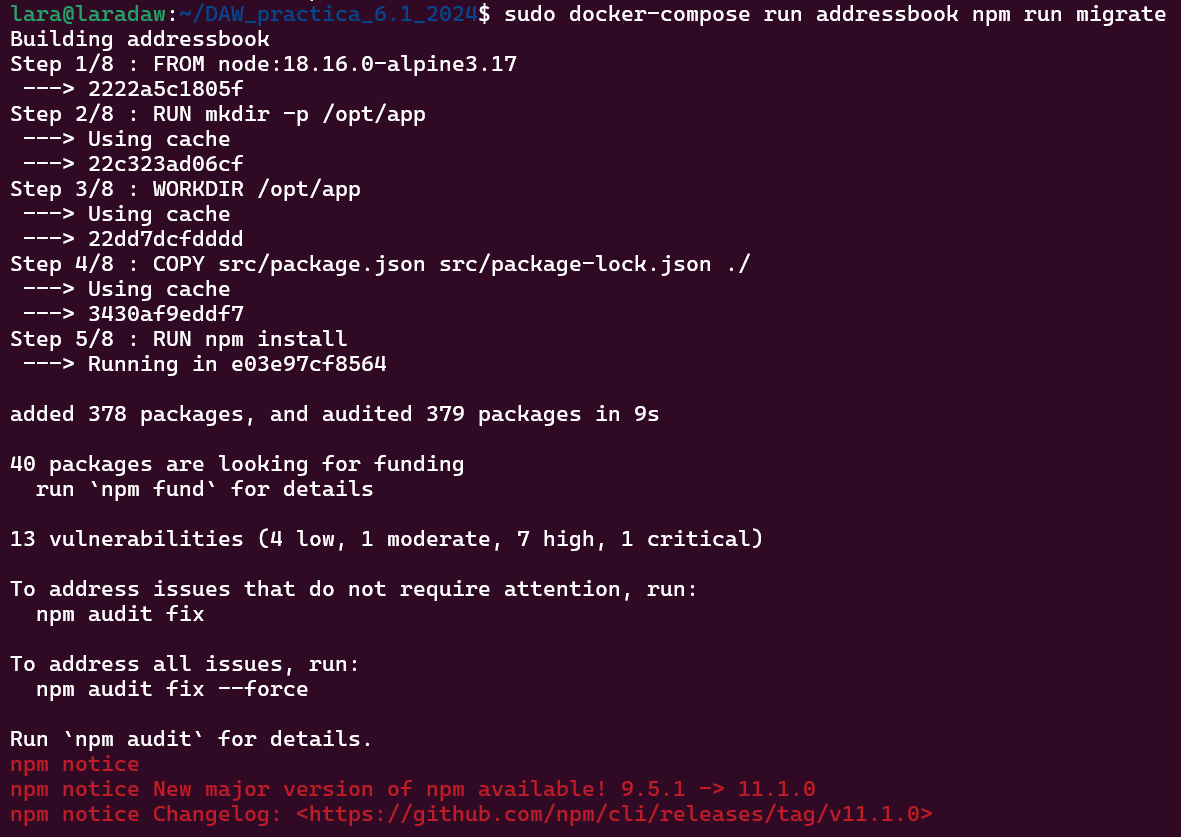 lara@laradaw:~/DAW_practica_6.1_2024$ sudo docker-compose run addressbook npm run migrate
Building addressbook
Step 1/8 : FROM node:18.16.0-alpine3.17
 ---> 2222a5c1805f
Step 2/8 : RUN mkdir -p /opt/app
 ---> Using cache
 ---> 22c323ad06cf
Step 3/8 : WORKDIR /opt/app
 ---> Using cache
 ---> 22dd7dcfdddd
Step 4/8 : COPY src/package.json src/package-lock.json ./
 ---> Using cache
 ---> 3430af9eddf7
Step 5/8 : RUN npm install
 ---> Running in e03e97cf8564
added 378 packages, and audited 379 packages in 9s
40 packages are looking for funding
  run `npm fund` for details
13 vulnerabilities (4 low, 1 moderate, 7 high, 1 critical)
To address issues that do not require attention, run:
  npm audit fix
To address all issues, run:
  npm audit fix --force
Run `npm audit` for details.
npm notice
npm notice New major version of npm available! 9.5.1 -> 11.1.0
npm notice Changelog: <https://github.com/npm/cli/releases/tag/v11.1.0>